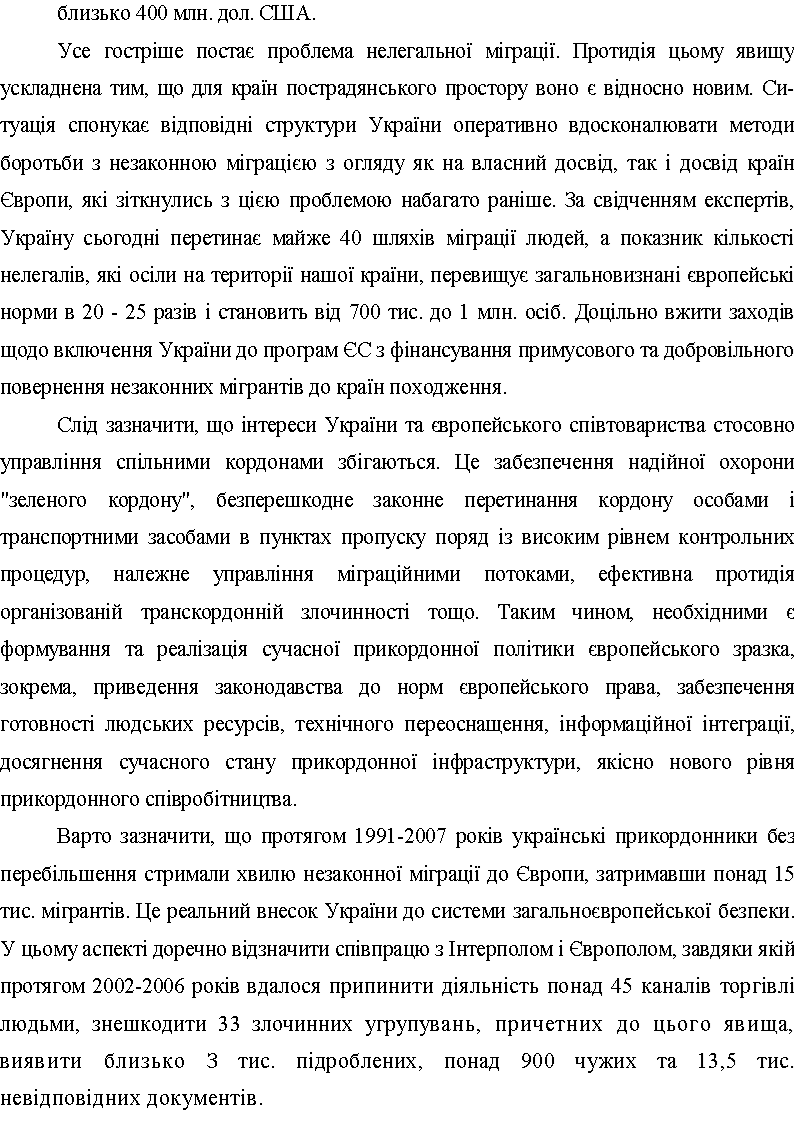 близько 400 млн. дол. США.
Усе гостріше постає проблема нелегальної міграції. Протидія цьому явищу
ускладнена тим, що для країн пострадянського простору воно є відносно новим. Си-
туація спонукає відповідні структури України оперативно вдосконалювати методи
боротьби з незаконною міграцією з огляду як на власний досвід, так і досвід країн
Європи, які зіткнулись з цією проблемою набагато раніше. За свідченням експертів,
Україну сьогодні перетинає майже 40 шляхів міграції людей, а показник кількості
нелегалів, які осіли на території нашої країни, перевищує загальновизнані європейські
норми в 20 - 25 разів і становить від 700 тис. до 1 млн. осіб. Доцільно вжити заходів
щодо включення України до програм ЄС з фінансування примусового та добровільного
повернення незаконних мігрантів до країн походження.
Слід зазначити, що інтереси України та європейського співтовариства стосовно
управління спільними кордонами збігаються. Це забезпечення надійної охорони
"зеленого кордону", безперешкодне законне перетинання кордону особами і
транспортними засобами в пунктах пропуску поряд із високим рівнем контрольних
процедур, належне управління міграційними потоками, ефективна протидія
організованій транскордонній злочинності тощо. Таким чином, необхідними є
формування та реалізація сучасної прикордонної політики європейського зразка,
зокрема, приведення законодавства до норм європейського права, забезпечення
готовності людських ресурсів, технічного переоснащення, інформаційної інтеграції,
досягнення сучасного стану прикордонної інфраструктури, якісно нового рівня
прикордонного співробітництва.
Варто зазначити, що протягом 1991-2007 років українські прикордонники без
перебільшення стримали хвилю незаконної міграції до Європи, затримавши понад 15
тис. мігрантів. Це реальний внесок України до системи загальноєвропейської безпеки.
У цьому аспекті доречно відзначити співпрацю з Інтерполом і Європолом, завдяки якій
протягом 2002-2006 років вдалося припинити діяльність понад 45 каналів торгівлі
людьми, знешкодити 33 злочинних угрупувань, причетних до цього явища,
виявити близько 3 тис. підроблених, понад 900 чужих та 13,5 тис.
невідповідних документів.